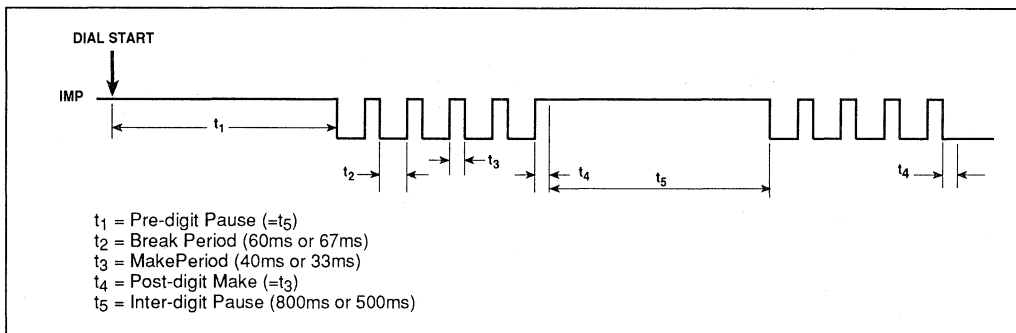 DIAL START
IMP
t1
t2
t3
t4
t5
t4
t1 = Pre-digit Pause (=t5)
t2 = Break Period (60ms or 67ms)
t3 = MakePeriod (40ms or 33ms)
t4 = Post-digit Make (=t3)
t5 = Inter-digit Pause (800ms or 500ms)